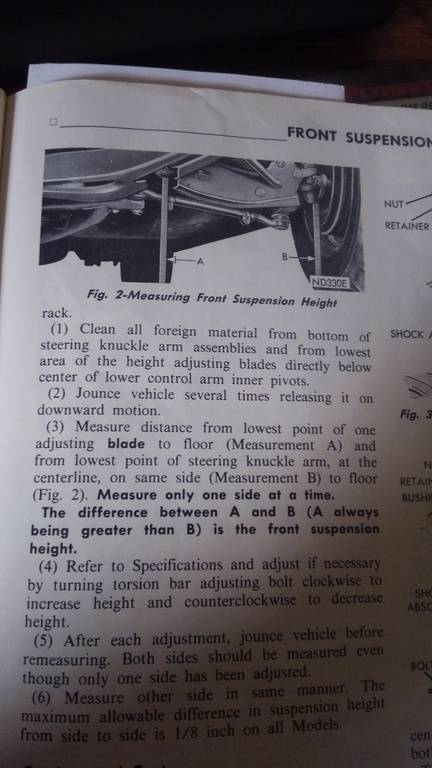 FRONT SUSPENSION
A
B
ND330E
Fig. 2-Measuring Front Suspension Height
rack.
(1) Clean all foreign material from bottom of
steering knuckle arm assemblies and from lowest
area of the height adjusting blades directly below
center of lower control arm inner pivots.
(2) Jounce vehicle several times releasing it on
downward motion.
(3) Measure distance from lowest point of one
adjusting blade to floor (Measurement A) and
from lowest point of steering knuckle arm, at the
centerline, on same side (Measurement B) to floor
(Fig. 2). Measure only one side at a time.
The difference between A and B (A always
being greater than B) is the front suspension
height.
(4) Refer to Specifications and adjust if necessary
by turning torsion bar adjusting bolt clockwise to
increase height and counterclockwise to decrease
height.
(5) After each adjustment, jounce vehicle before
remeasuring. Both sides should be measured even
though only one side has been adjusted.
(6) Measure other side in same manner. The
maximum allowable difference in suspension height
from side to side is 1/8 inch on all Models.
NUT
RETAINER
SHOCK A
Fig. 3
N
RETAIN
BUSHI
SHO
ABSO
BOLT
cen
bot